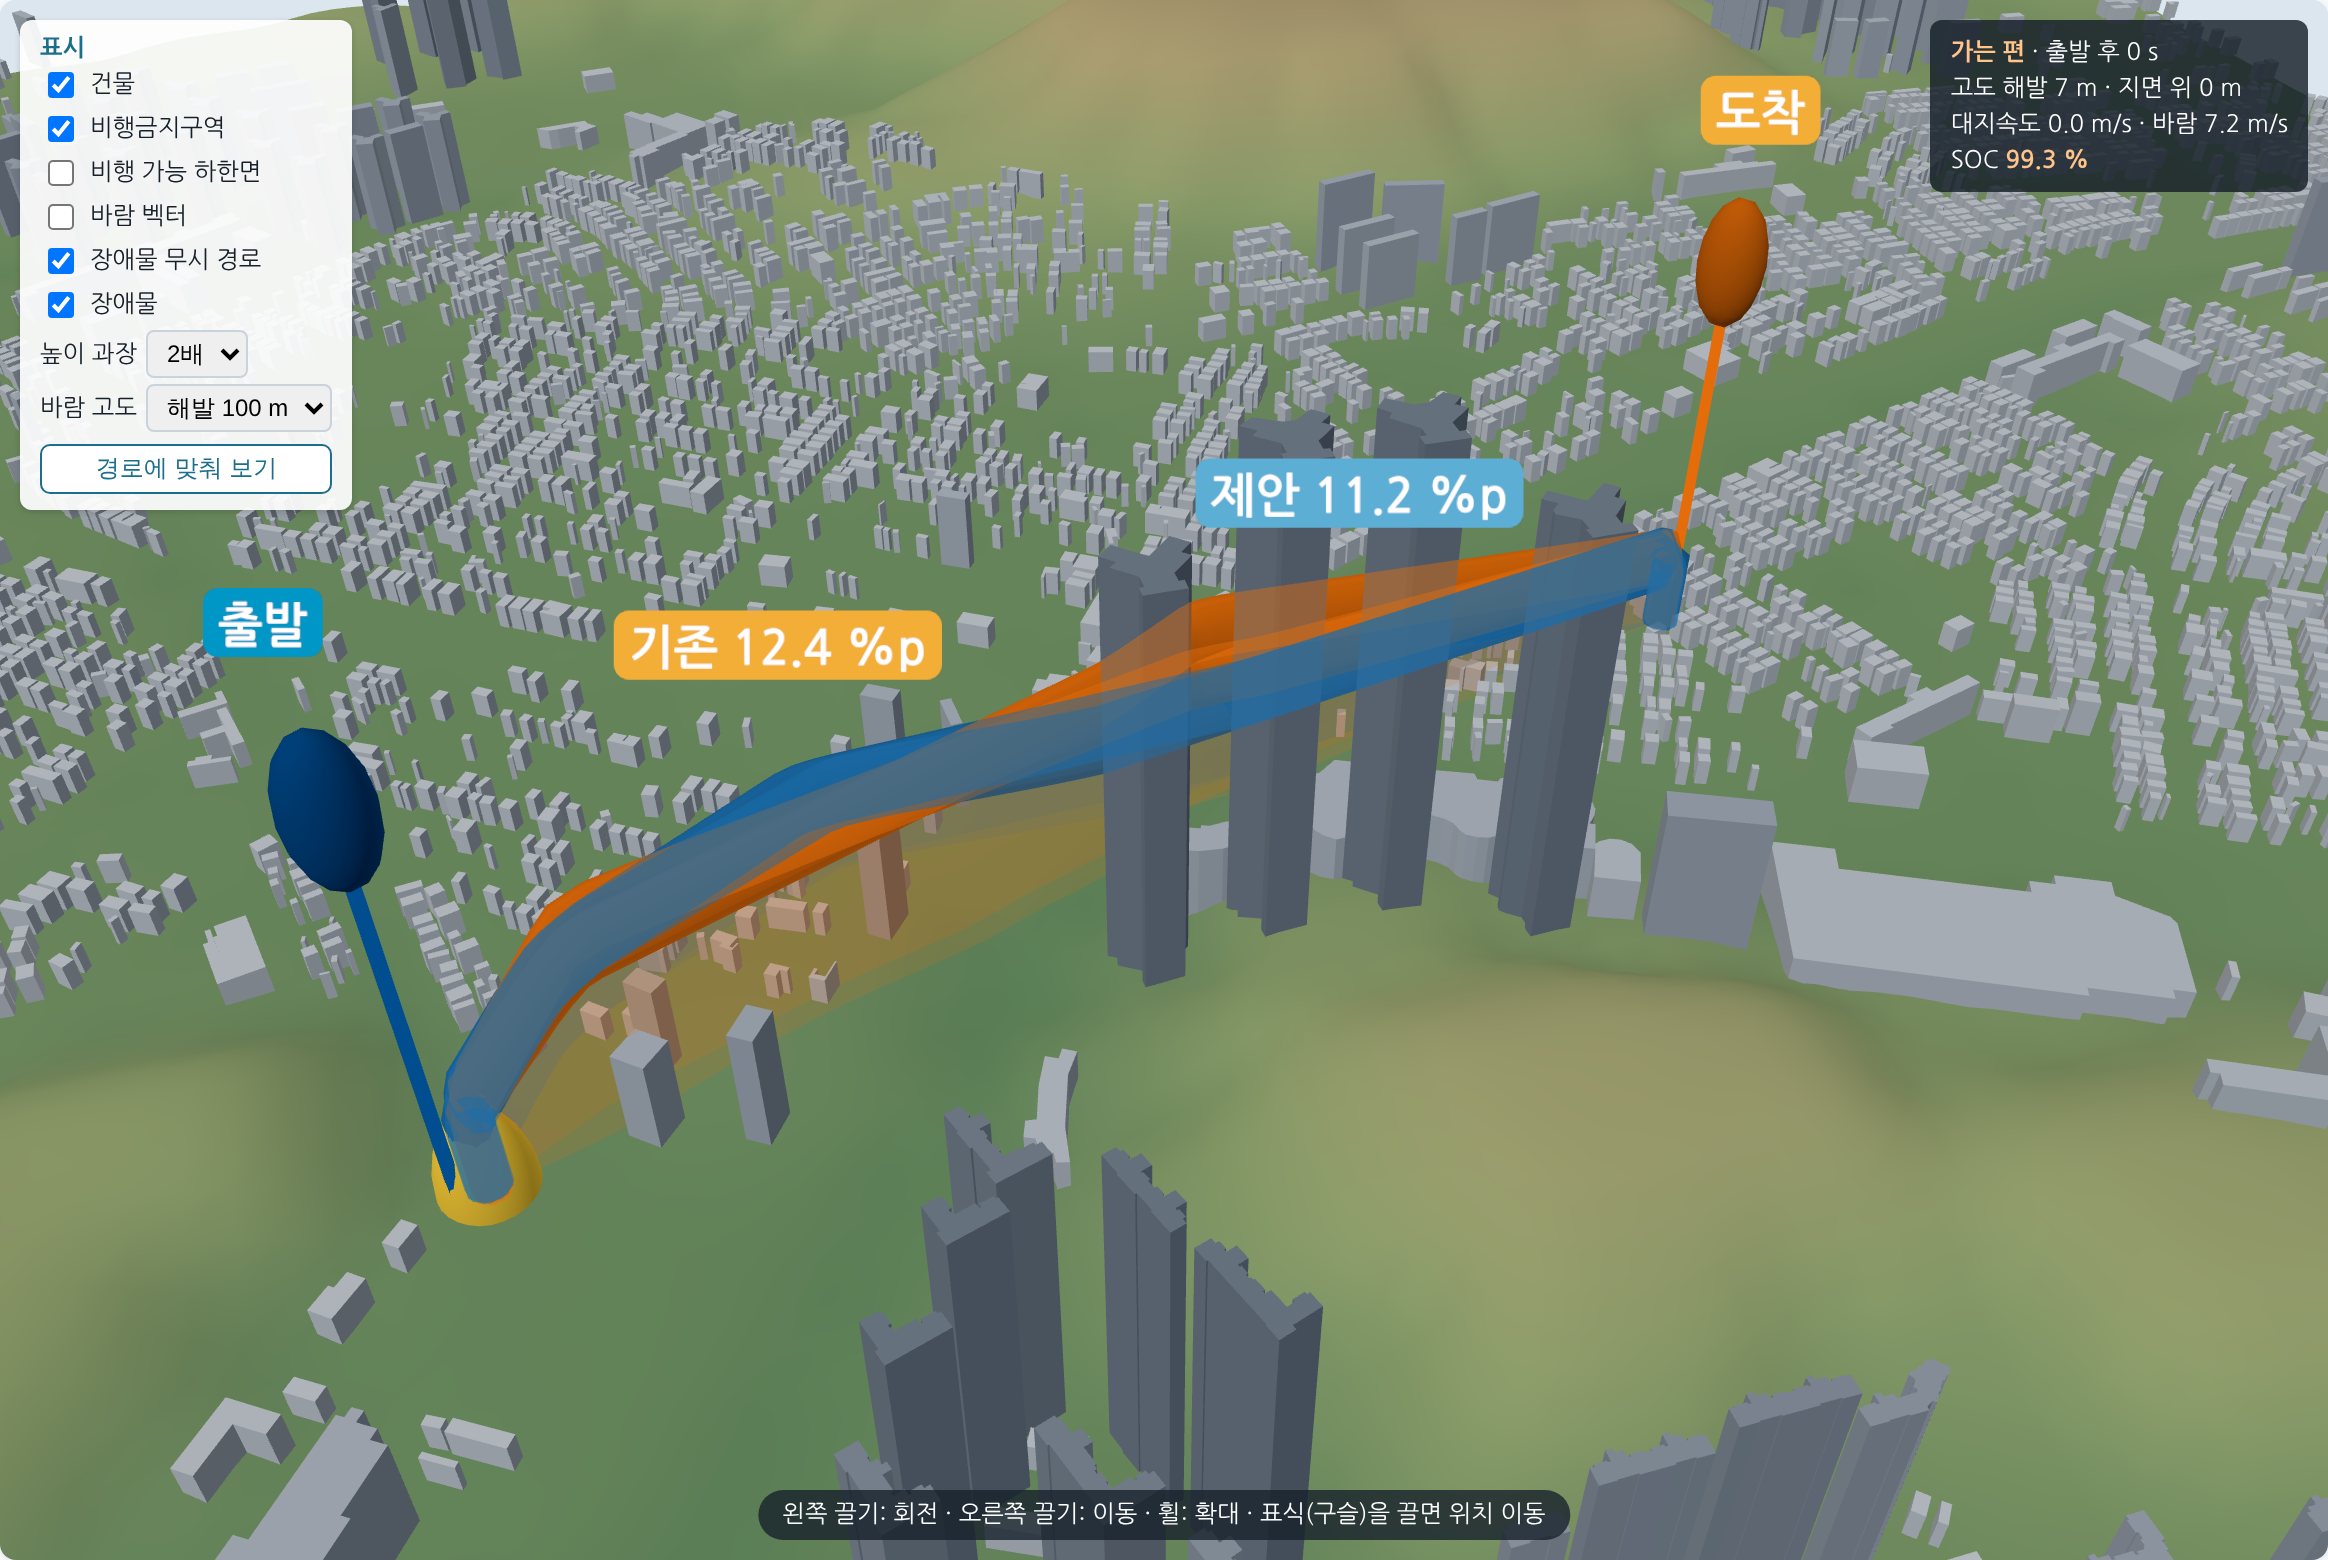 표시
건물
비행금지구역
비행 가능 하한면
바람 벡터
장애물 무시 경로
장애물
높이 과장 2배
바람 고도 해발 100 m
경로에 맞춰 보기
가는 편 · 출발 후 0 s
고도 해발 7 m · 지면 위 0 m
대지속도 0.0 m/s · 바람 7.2 m/s
SOC 99.3 %
도착
제안 11.2 %p
출발
기존 12.4 %p
왼쪽 끌기: 회전 · 오른쪽 끌기: 이동 · 휠: 확대 · 표식(구슬)을 끌면 위치 이동